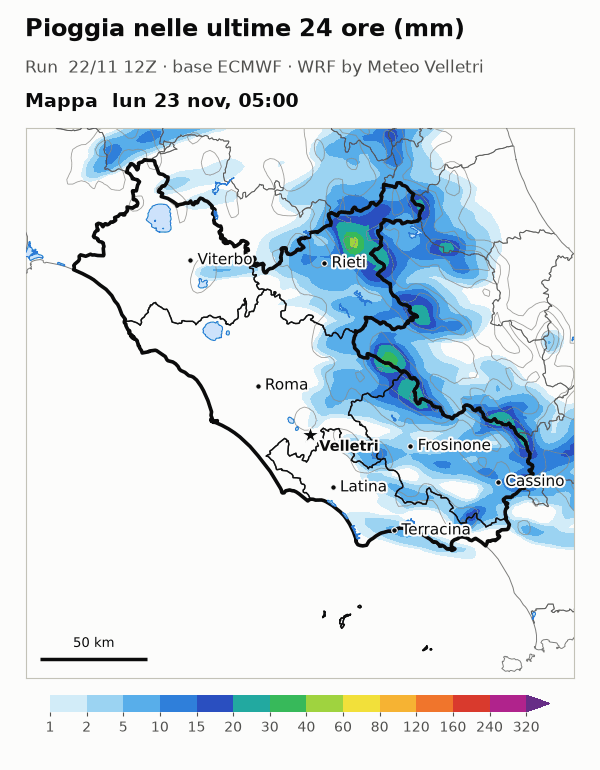 Pioggia nelle ultime 24 ore (mm)
Run 22/11 12Z · base ECMWF · WRF by Meteo Velletri
Mappa lun 23 nov, 05:00
Viterbo
Rieti
Roma
Velletri
Frosinone
Latina
Cassino
Terracina
50 km
1 2 5 10 15 20 30 40 60 80 120 160 240 320